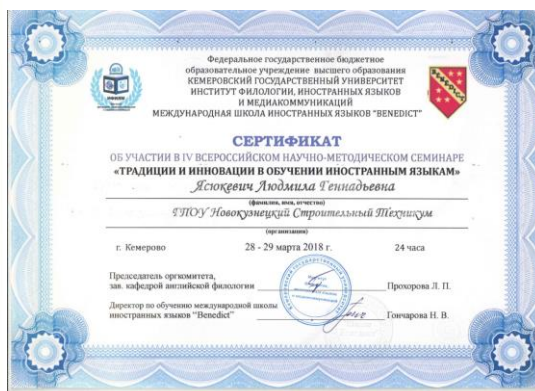 Федеральное государственное бюджетное
образовательное учреждение высшего образования
КЕМЕРОВСКИЙ ГОСУДАРСТВЕННЫЙ УНИВЕРСИТЕТ
ИНСТИТУТ ФИЛОЛОГИИ, ИНОСТРАННЫХ ЯЗЫКОВ
И МЕДИАКОММУНИКАЦИЙ
МЕЖДУНАРОДНАЯ ШКОЛА ИНОСТРАННЫХ ЯЗЫКОВ "BENEDICT"
BENEDICT
СЕРТИФИКАТ
ОБ УЧАСТИИ В IV ВСЕРОССИЙСКОМ НАУЧНО-МЕТОДИЧЕСКОМ СЕМИНАРЕ
«ТРАДИЦИИ И ИННОВАЦИИ В ОБУЧЕНИИ ИНОСТРАННЫМ ЯЗЫКАМ»
Ясюкевич Людмила Геннадьевна
(фамилия, имя, отчество)
ГПОУ Новокузнецкий Строительный Техникум
(организация)
г. Кемерово 28 - 29 марта 2018 г. 24 часа
Председатель оргкомитета,
зав. кафедрой английской филологии Прохорова Л. П.
Директор по обучению международной школы
иностранных языков "Benedict" Гончарова Н. В.